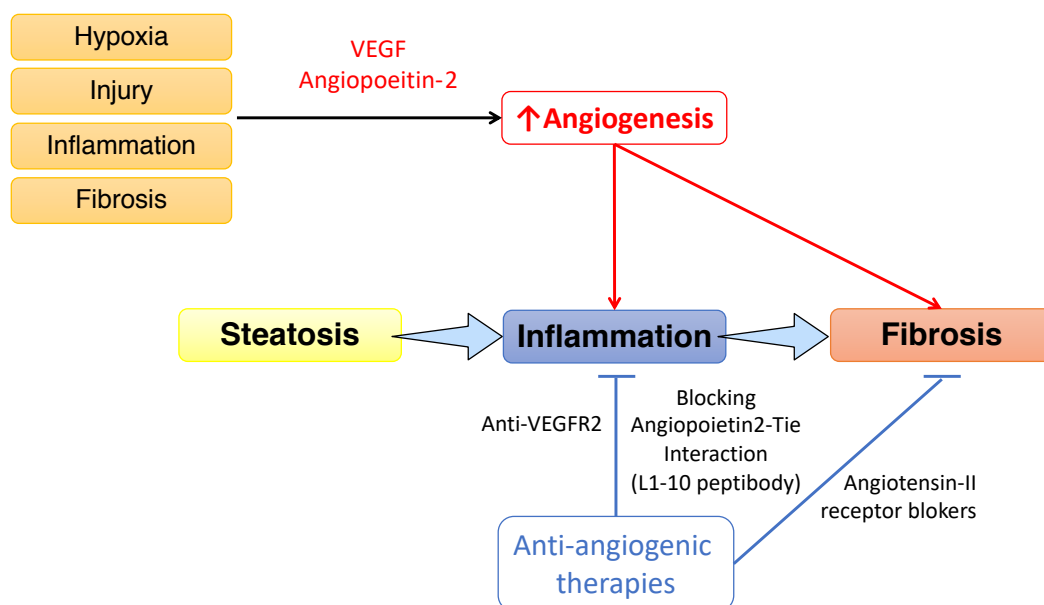 Hypoxia
Injury
Inflammation
Fibrosis
VEGF
Angiopoeitin-2
↑Angiogenesis
Steatosis
Inflammation
Fibrosis
Anti-VEGFR2
Blocking
Angiopoietin2-Tie
Interaction
(L1-10 peptibody)
Angiotensin-II
receptor blokers
Anti-angiogenic
therapies